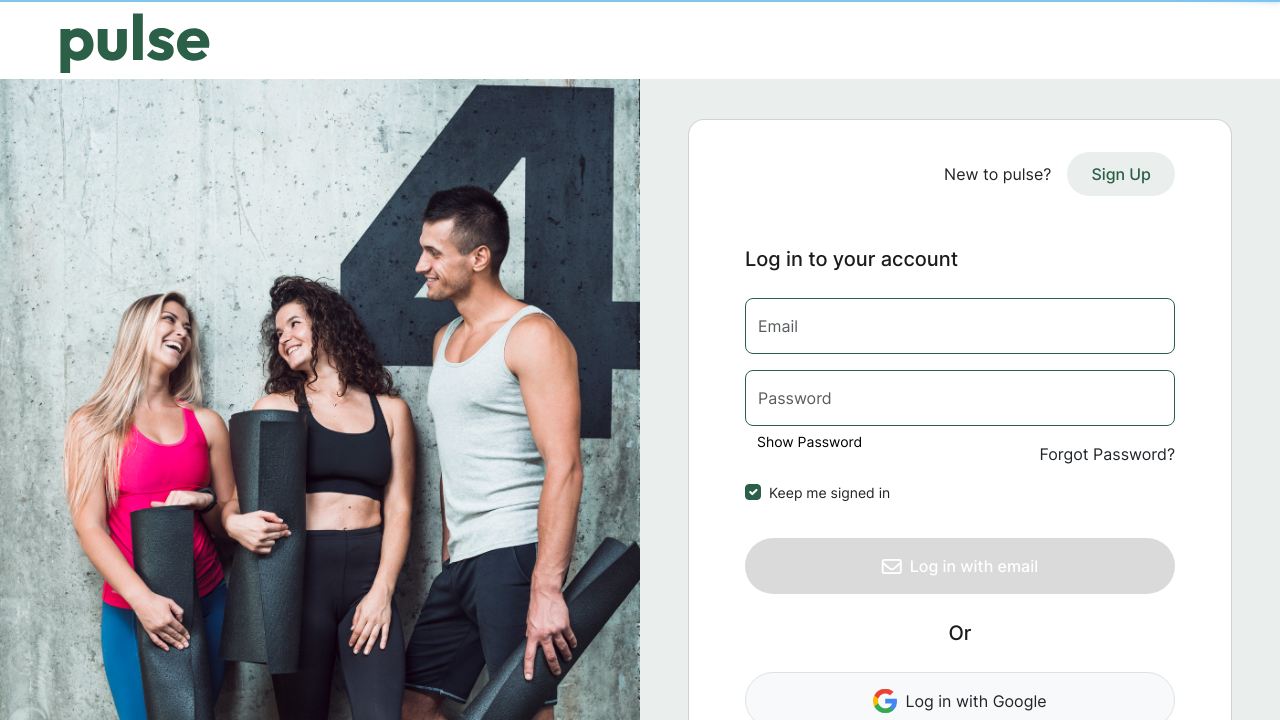 pulse
4
New to pulse? Sign Up
Log in to your account
Email
Password
Show Password
Forgot Password?
Keep me signed in
Log in with email
Or
Log in with Google